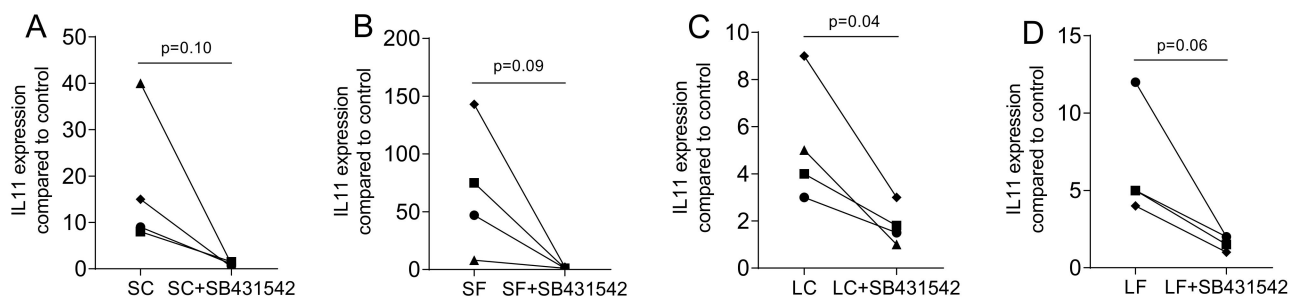 A
IL11 expression
compared to control
50
40
30
20
10
0
p=0.10
SC SC+SB431542
B
IL11 expression
compared to control
200
150
100
50
0
p=0.09
SF SF+SB431542
C
IL11 expression
compared to control
10
8
6
4
2
0
p=0.04
LC LC+SB431542
D
IL11 expression
compared to control
15
10
5
0
p=0.06
LF LF+SB431542